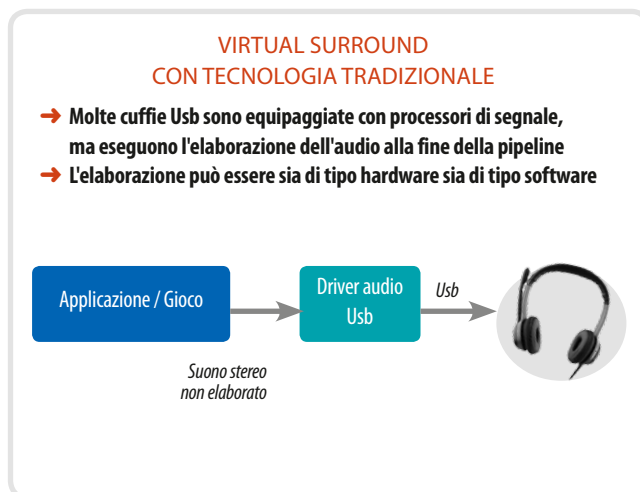 VIRTUAL SURROUND
CON TECNOLOGIA TRADIZIONALE
➔ Molte cuffie Usb sono equipaggiate con processori di segnale,
ma eseguono l'elaborazione dell'audio alla fine della pipeline
➔ L'elaborazione può essere sia di tipo hardware sia di tipo software
Applicazione / Gioco
Driver audio
Usb
Usb
Suono stereo
non elaborato